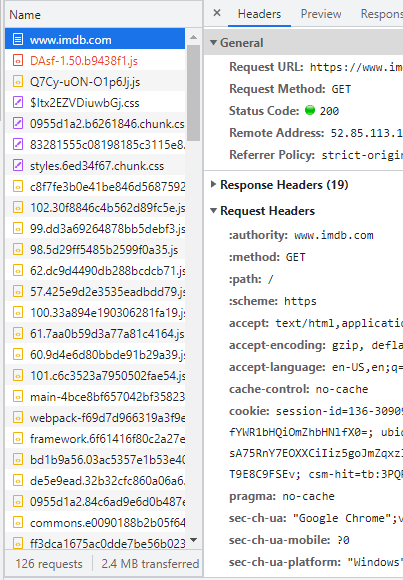 Name
www.imdb.com
DAsf-1.50.b9438f1.js
Q7Cy-uON-O1p6Jj.js
$Itx2EZVDiuwbGj.css
0955d1a2.b6261846.chunk.css
83281555c08198185c3115e8.
styles.6ed34f67.chunk.css
c8f7fe3b0e41be846d5687592
102.30f8846c4b562d89fc5e.js
99.dd3a69264878bb5debf3.js
98.5d29ff5485b2599f0a35.js
62.dc9d4490db288bcdcb71.js
57.425e9d2e3535eadbdd79.js
100.33a894e190306281fa19.js
61.7aa0b59d3a77a81c4164.js
60.9d4e6d80bbde91b29a39.js
101.c6c3523a7950502fae54.js
main-4bce8bf657042bf35823
webpack-f69d7d966319a3f9e
framework.6f61416f80c2a27e
bd1b9a56.03ac5357e1b53e40
de5e9ead.32b32cfc860a06a6.
0955d1a2.84c6ad9e6d0b487e
commons.e0090188b2b05f64
ff3dca1675ac0dde7be56b023
126 requests 2.4 MB transferred
Headers Preview Respons
General
Request URL: https://www.im
Request Method: GET
Status Code: 200
Remote Address: 52.85.113.1
Referrer Policy: strict-origin
Response Headers (19)
Request Headers
:authority: www.imdb.com
:method: GET
:path: /
:scheme: https
accept: text/html,applicatio
accept-encoding: gzip, defla
accept-language: en-US,en;q=
cache-control: no-cache
cookie: session-id=136-3090
fYWR1bHQiOmZhbHNlfX0=; ubid
sA75RnY7EOXXCiIiz5goJmZqxz
T9E8C9FSEv; csm-hit=tb:3PQ
pragma: no-cache
sec-ch-ua: "Google Chrome";v
sec-ch-ua-mobile: ?0
sec-ch-ua-platform: "Windows"